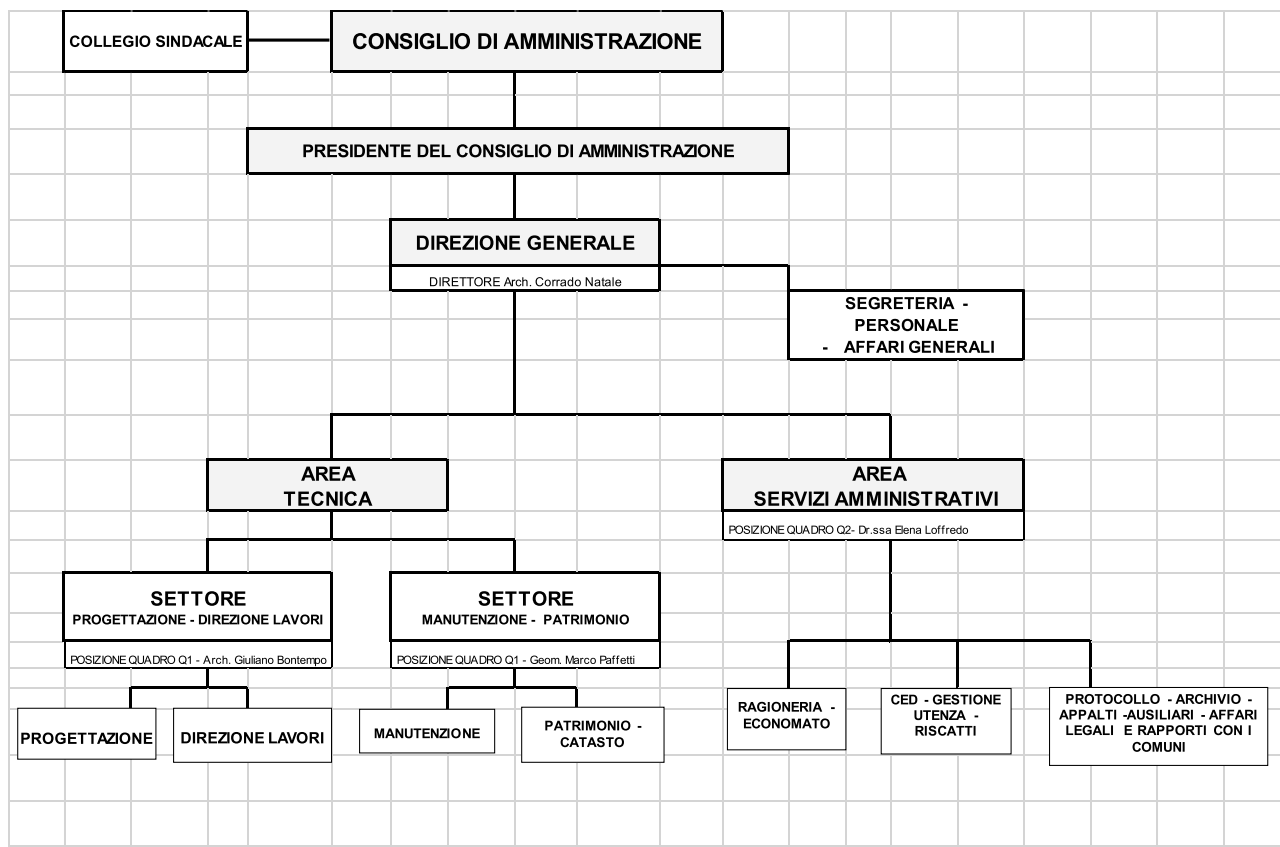 COLLEGIO SINDACALE
CONSIGLIO DI AMMINISTRAZIONE
PRESIDENTE DEL CONSIGLIO DI AMMINISTRAZIONE
DIREZIONE GENERALE
DIRETTORE Arch. Corrado Natale
SEGRETERIA -
PERSONALE
- AFFARI GENERALI
AREA
TECNICA
AREA
SERVIZI AMMINISTRATIVI
POSIZIONE QUADRO Q2- Dr.ssa Elena Loffredo
SETTORE
PROGETTAZIONE - DIREZIONE LAVORI
POSIZIONE QUADRO Q1 - Arch. Giuliano Bontempo
SETTORE
MANUTENZIONE - PATRIMONIO
POSIZIONE QUADRO Q1 - Geom. Marco Paffetti
PROGETTAZIONE
DIREZIONE LAVORI
MANUTENZIONE
PATRIMONIO -
CATASTO
RAGIONERIA -
ECONOMATO
CED - GESTIONE
UTENZA -
RISCATTI
PROTOCOLLO - ARCHIVIO -
APPALTI -AUSILIARI - AFFARI
LEGALI E RAPPORTI CON I
COMUNI